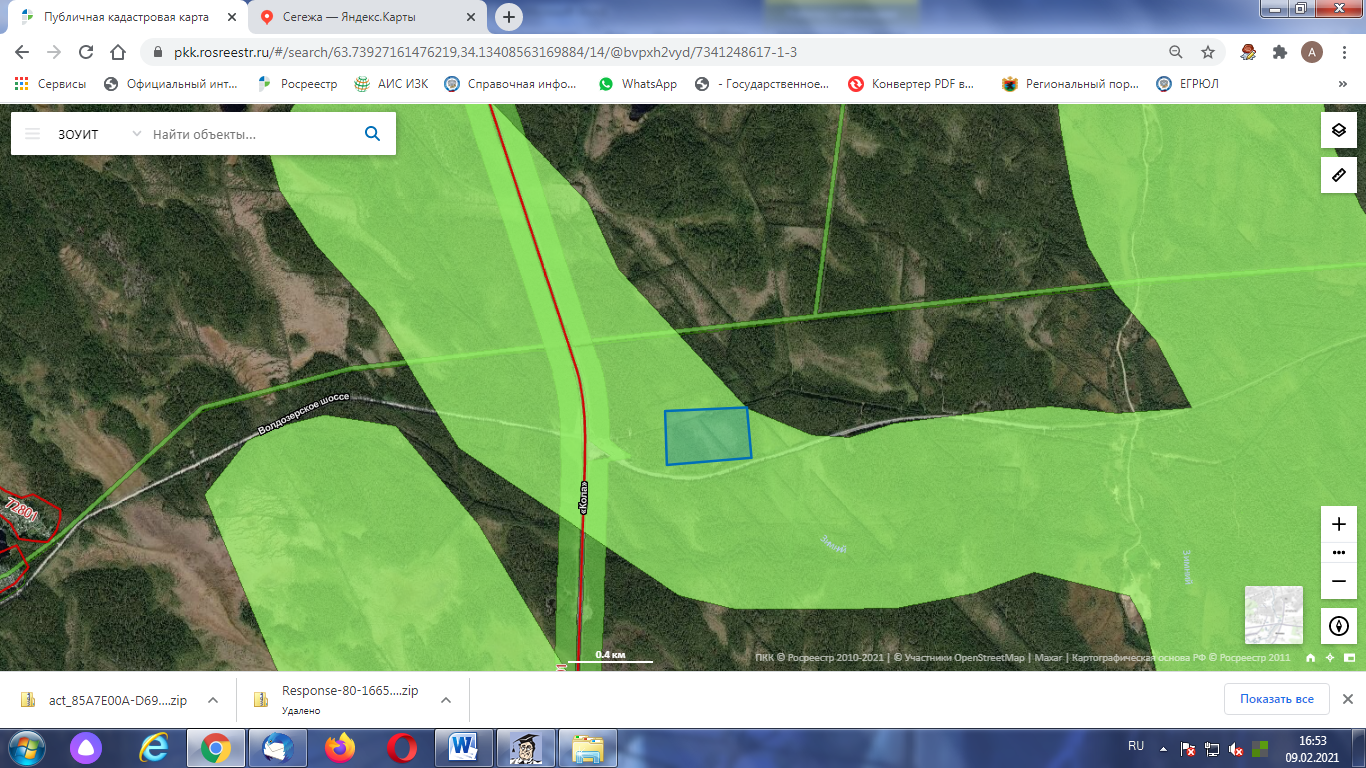 Публичная кадастровая карта
Сегежа — Яндекс.Карты
pkk.rosreestr.ru/#/search/63.73927161476219,34.13408563169884/14/@bvpxh2vyd/7341248617-1-3
A
Сервисы
Официальный инт...
Росреестр
АИС ИЗК
Справочная инфо...
WhatsApp
- Государственное...
Конвертер PDF в...
Региональный пор...
ЕГРЮЛ
»
ЗОУИТ
Найти объекты...
Волдозерское шоссе
72801
«Кола»
0.4 км
ПКК © Росреестр 2010-2021 | © Участники OpenStreetMap | Maxar | Картографическая основа РФ © Росреестр 2011
act_85A7E00A-D69....zip
Response-80-1665....zip
Удалено
Показать все
RU
16:53
09.02.2021